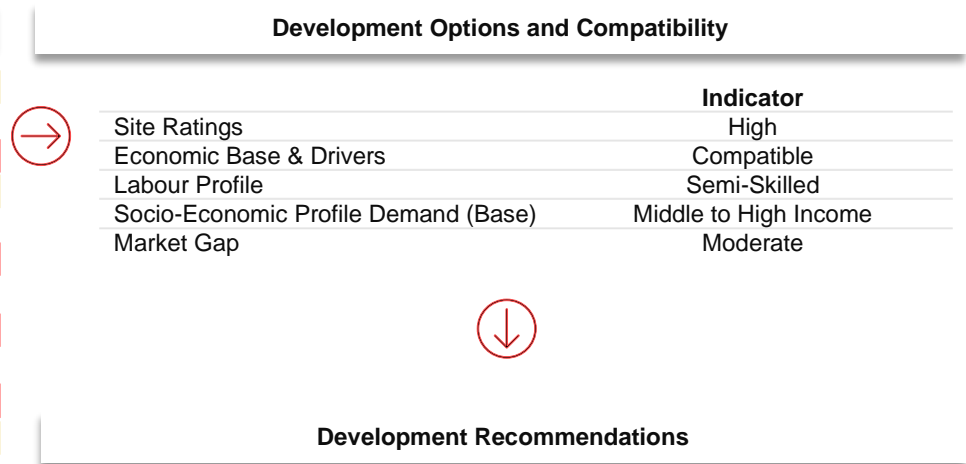 Development Options and Compatibility
Indicator
Site Ratings High
Economic Base & Drivers Compatible
Labour Profile Semi-Skilled
Socio-Economic Profile Demand (Base) Middle to High Income
Market Gap Moderate
Development Recommendations